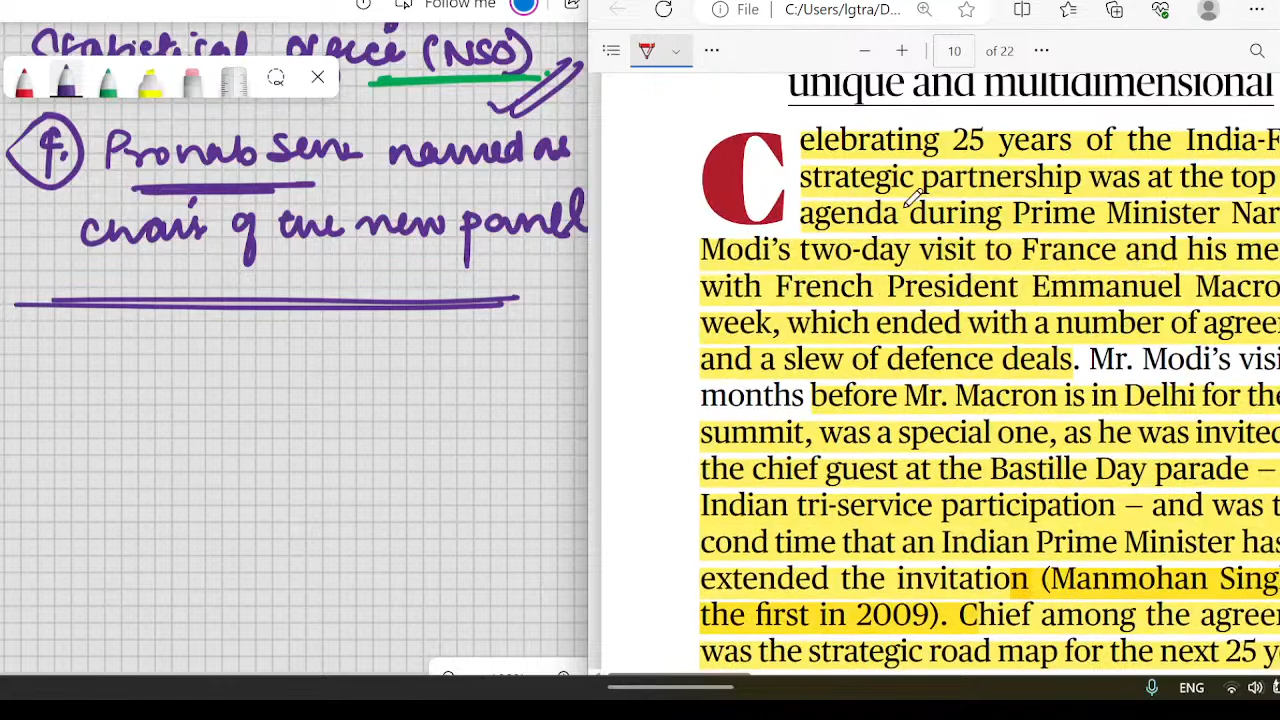 Follow me
Statistical office (NSO)
4. Pronab Sen named as
chair of the new panel
File C:/Users/lgtra/D...
10 of 22
unique and multidimensional
Celebrating 25 years of the India-F
strategic partnership was at the top
agenda during Prime Minister Nar
Modi’s two-day visit to France and his me
with French President Emmanuel Macro
week, which ended with a number of agree
and a slew of defence deals. Mr. Modi’s visi
months before Mr. Macron is in Delhi for the
summit, was a special one, as he was invited
the chief guest at the Bastille Day parade —
Indian tri-service participation — and was t
cond time that an Indian Prime Minister has
extended the invitation (Manmohan Sing
the first in 2009). Chief among the agree
was the strategic road map for the next 25 ye
ENG